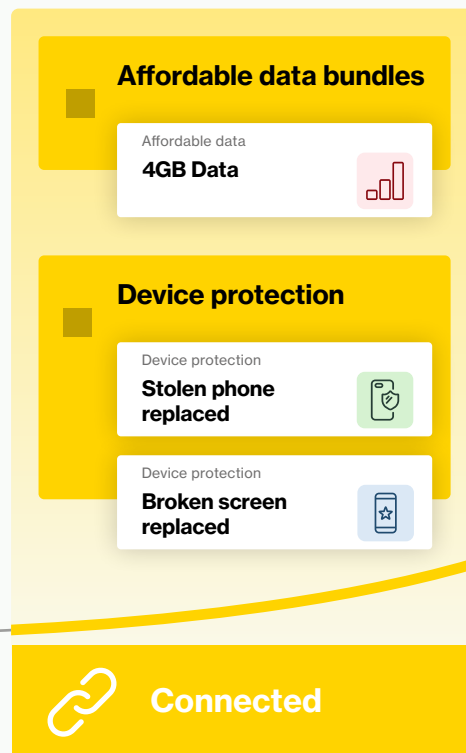 Affordable data bundles
Affordable data
4GB Data
Device protection
Device protection
Stolen phone
replaced
Device protection
Broken screen
replaced
Connected